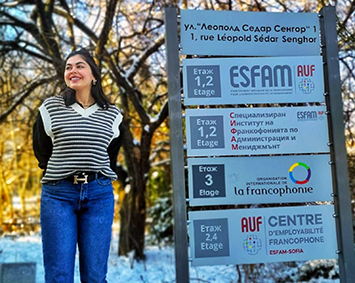 ул."Леополд Седар Сенгор" 1
1, rue Léopold Sédar Senghor
Етаж
1,2
Etage
ESFAM AUF
Етаж
1,2
Etage
Специализиран
Институт на
Франкофонията по
Администрация и
Мениджмънт
ESFAM
Етаж
3
Etage
ORGANISATION
INTERNATIONALE DE
la francophonie
Етаж
2,4
Etage
AUF CENTRE
D'EMPLOYABILITÉ
FRANCOPHONE
ESFAM-SOFIA